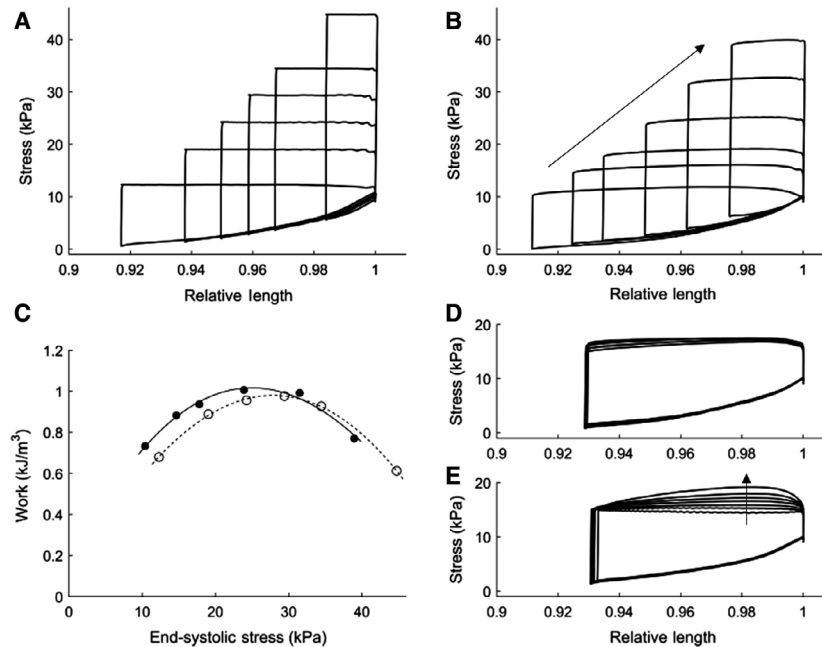 A
Stress (kPa)
40
30
20
10
0
0.9 0.92 0.94 0.96 0.98 1
Relative length
B
Stress (kPa)
40
30
20
10
0
0.9 0.92 0.94 0.96 0.98 1
Relative length
C
Work (kJ/m³)
1.2
1
0.8
0.6
0.4
0.2
0
0 10 20 30 40
End-systolic stress (kPa)
D
Stress (kPa)
20
10
0
0.9 0.92 0.94 0.96 0.98 1
E
Stress (kPa)
20
10
0
0.9 0.92 0.94 0.96 0.98 1
Relative length